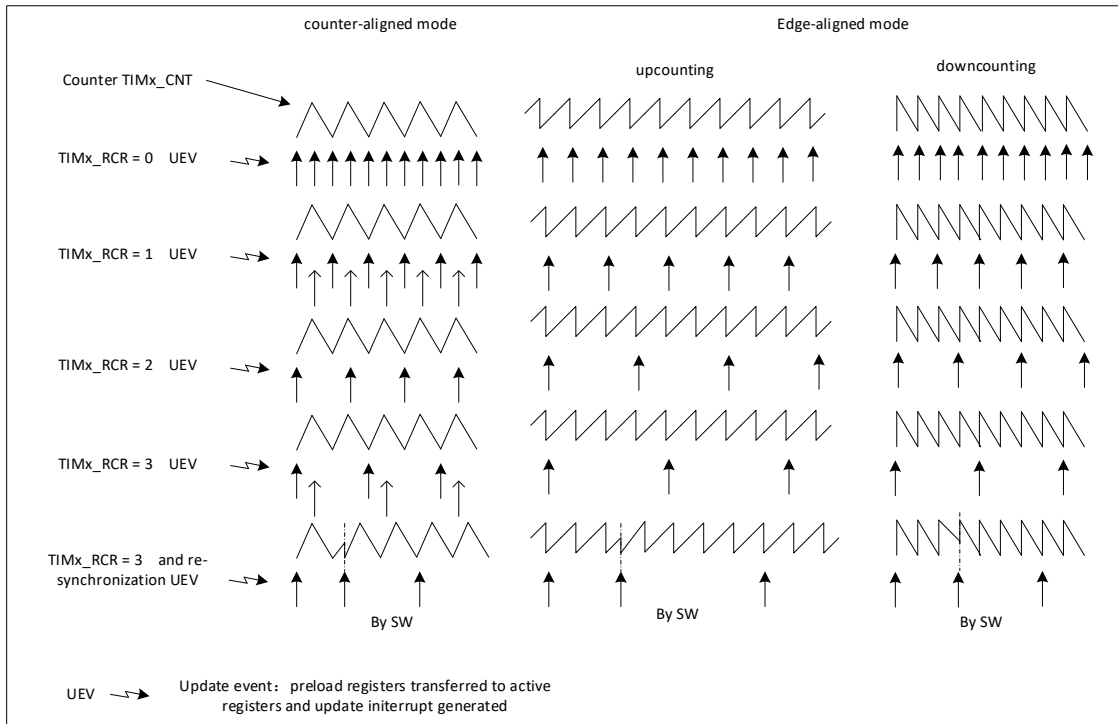 counter-aligned mode
Edge-aligned mode
upcounting
downcounting
Counter TIMx_CNT
TIMx_RCR = 0 UEV
TIMx_RCR = 1 UEV
TIMx_RCR = 2 UEV
TIMx_RCR = 3 UEV
TIMx_RCR = 3 and re-
synchronization UEV
By SW
By SW
By SW
UEV
Update event: preload registers transferred to active
registers and update initerrupt generated